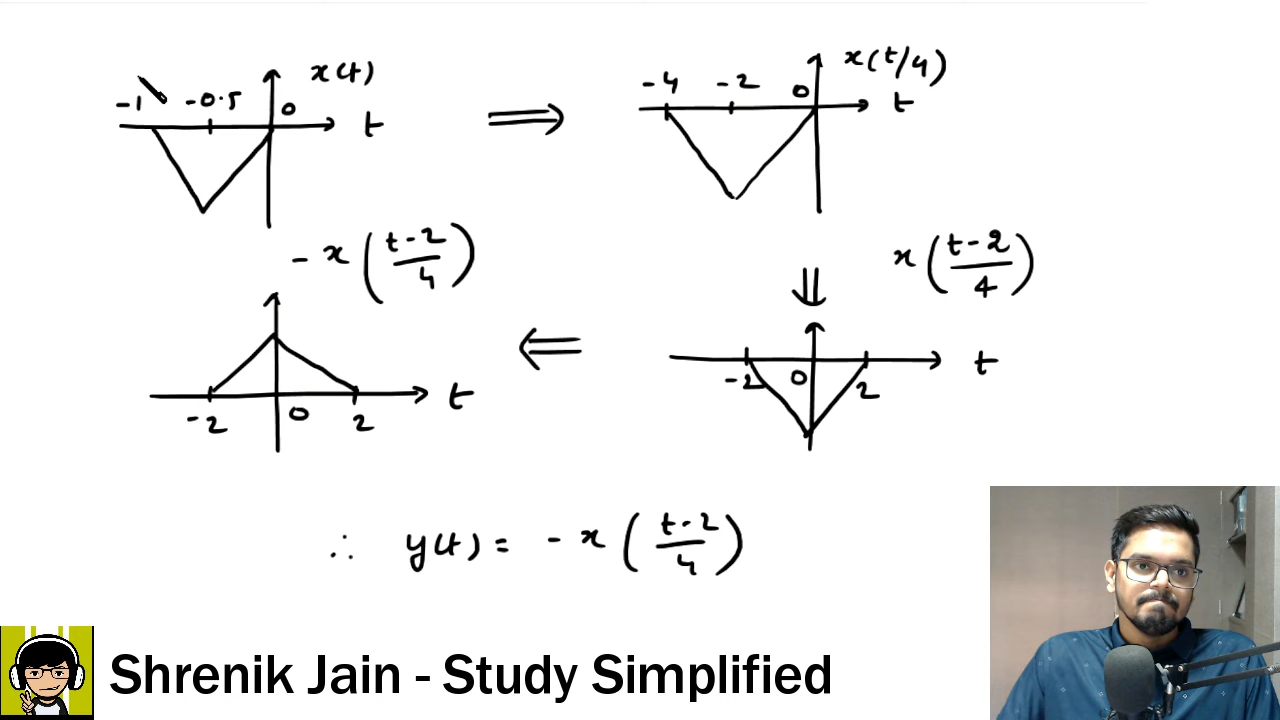 x(t)
-1 -0.5 0
t
⇒
x(t/4)
-4 -2 0
t
⇓
x((t-2)/4)
-2 0 2
t
⇐
-x((t-2)/4)
-2 0 2
t
∴ y(t) = -x((t-2)/4)
Shrenik Jain - Study Simplified